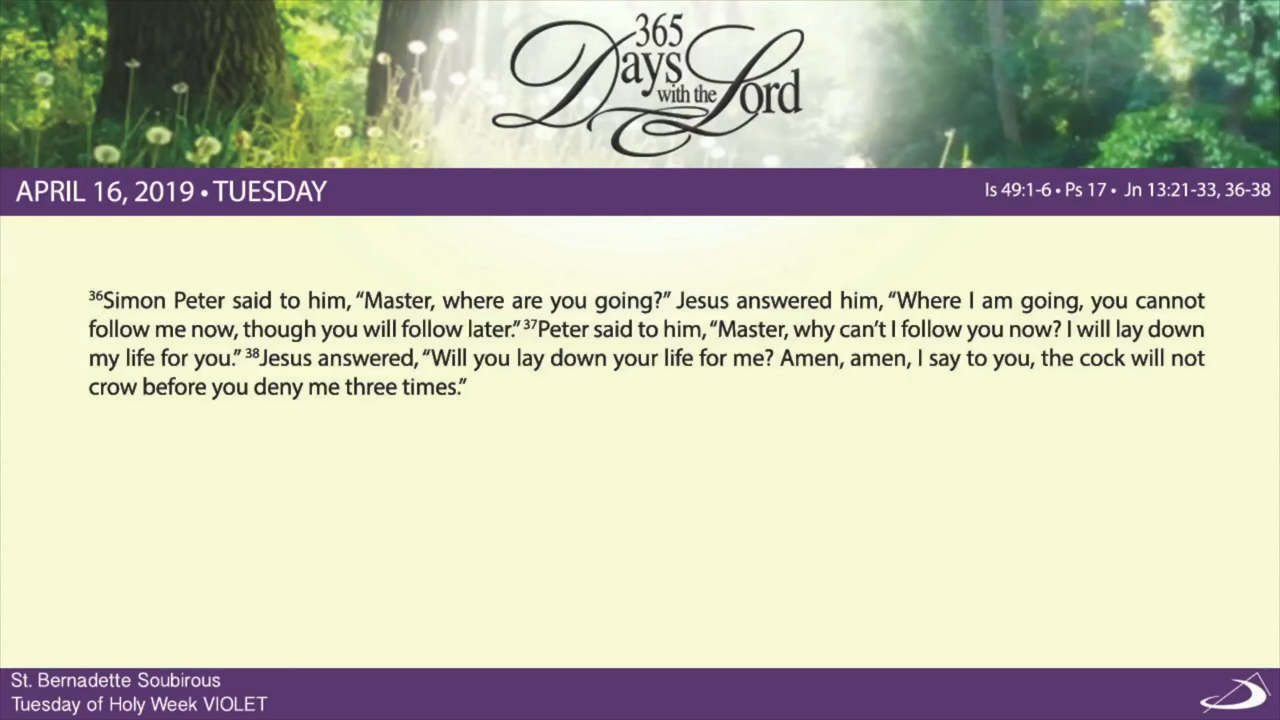 365
Days
with the
Lord
APRIL 16, 2019 • TUESDAY
Is 49:1-6 • Ps 17 • Jn 13:21-33, 36-38
³⁶Simon Peter said to him, “Master, where are you going?” Jesus answered him, “Where I am going, you cannot
follow me now, though you will follow later.” ³⁷Peter said to him, “Master, why can’t I follow you now? I will lay down
my life for you.” ³⁸Jesus answered, “Will you lay down your life for me? Amen, amen, I say to you, the cock will not
crow before you deny me three times.”
St. Bernadette Soubirous
Tuesday of Holy Week VIOLET